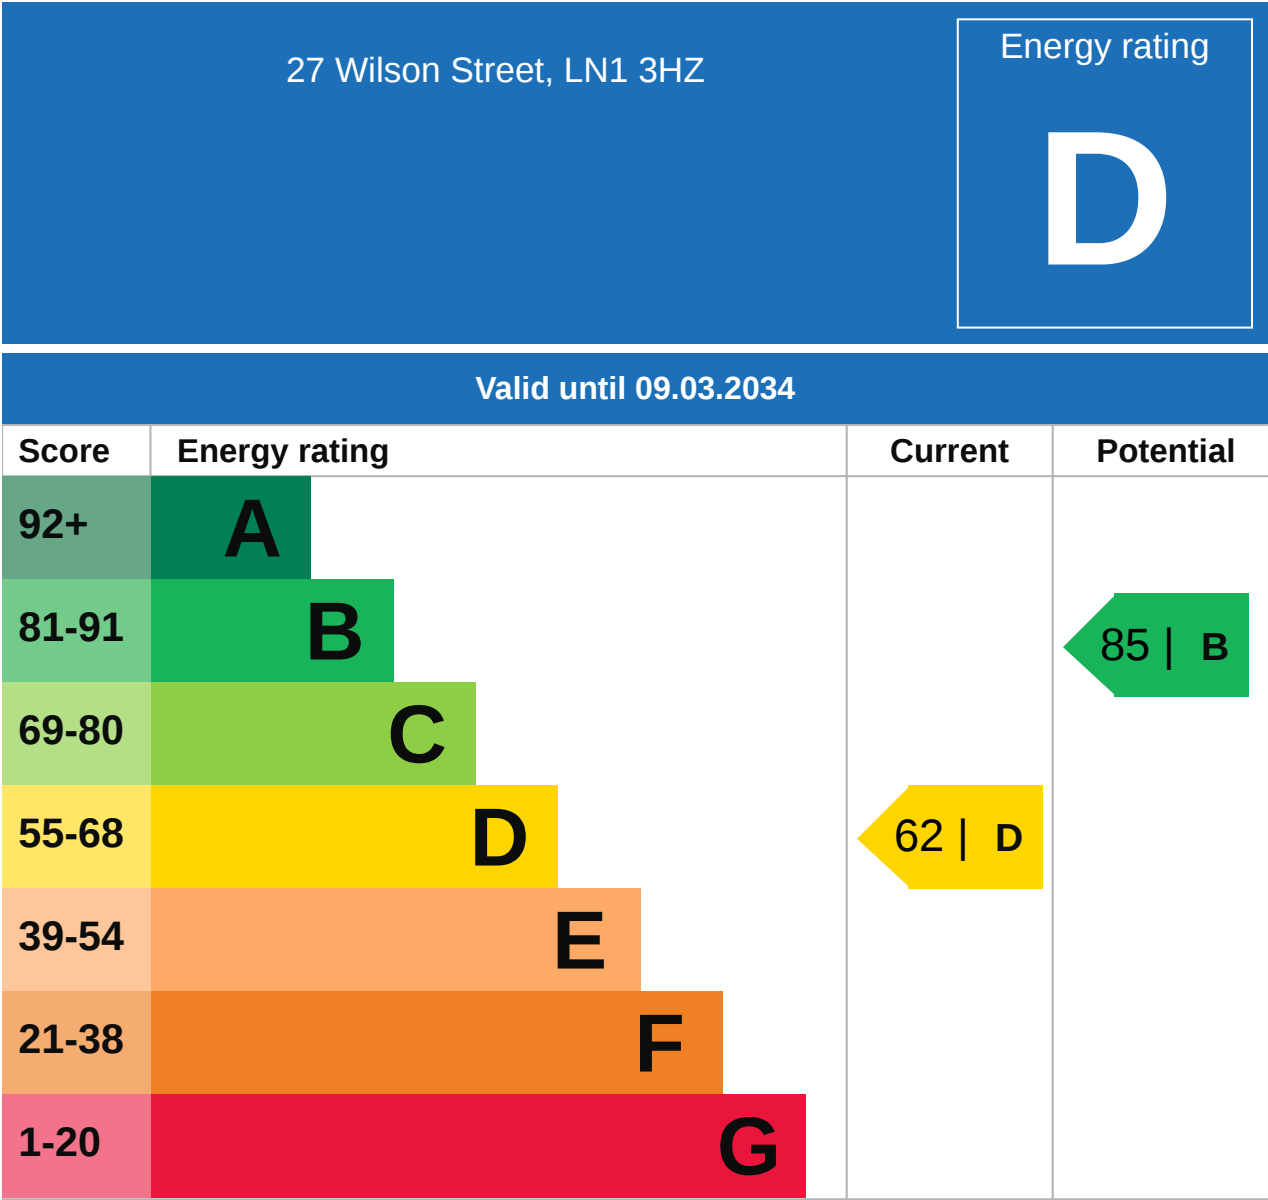 27 Wilson Street, LN1 3HZ
Energy rating
D
Valid until 09.03.2034
Score Energy rating Current Potential
92+ A
81-91 B
85 | B
69-80 C
55-68 D
62 | D
39-54 E
21-38 F
1-20 G